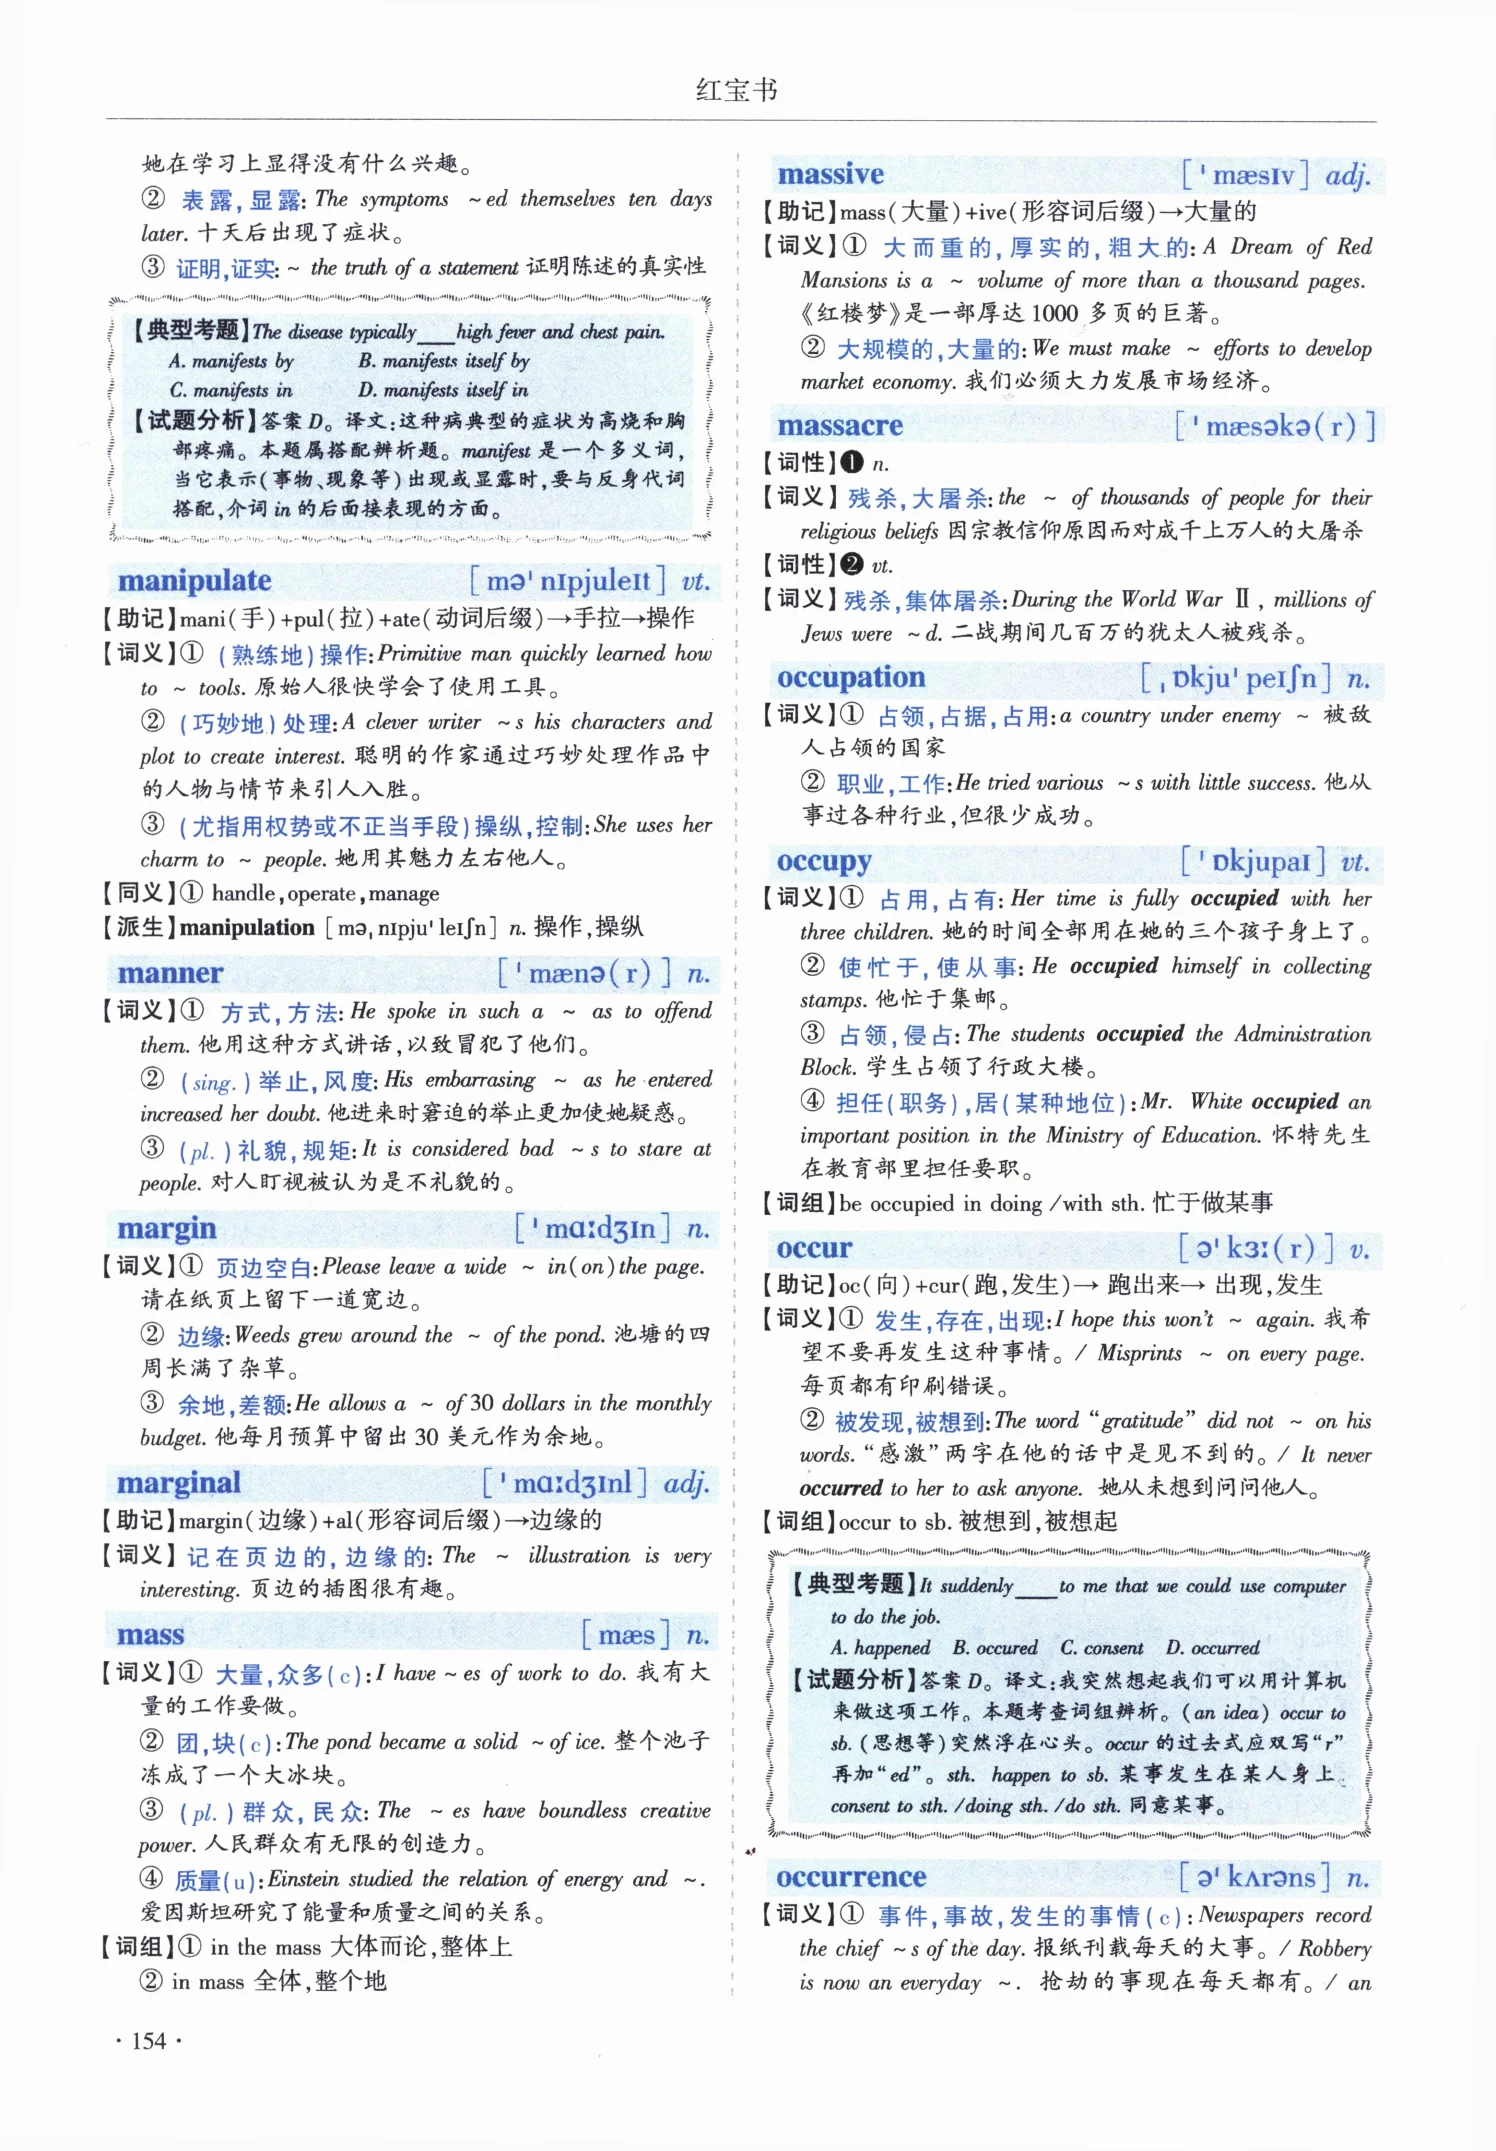 红宝书
她在学习上显得没有什么兴趣。
② 表露,显露: The symptoms ~ed themselves ten days
later. 十天后出现了症状。
③ 证明,证实: ~ the truth of a statement 证明陈述的真实性
【典型考题】The disease typically___high fever and chest pain.
A. manifests by B. manifests itself by
C. manifests in D. manifests itself in
【试题分析】答案 D。译文:这种病典型的症状为高烧和胸
部疼痛。本题属搭配辨析题。manifest 是一个多义词,
当它表示(事物、现象等)出现或显露时,要与反身代词
搭配,介词 in 的后面接表现的方面。
manipulate [məˈnɪpjuleɪt] vt.
【助记】mani(手)+pul(拉)+ate(动词后缀)→手拉→操作
【词义】① (熟练地)操作:Primitive man quickly learned how
to ~ tools. 原始人很快学会了使用工具。
② (巧妙地)处理:A clever writer ~s his characters and
plot to create interest. 聪明的作家通过巧妙处理作品中
的人物与情节来引人入胜。
③ (尤指用权势或不正当手段)操纵,控制:She uses her
charm to ~ people. 她用其魅力左右他人。
【同义】① handle,operate,manage
【派生】manipulation [məˌnɪpjuˈleɪʃn] n. 操作,操纵
manner [ˈmænə(r)] n.
【词义】① 方式,方法: He spoke in such a ~ as to offend
them. 他用这种方式讲话,以致冒犯了他们。
② (sing.)举止,风度: His embarrasing ~ as he entered
increased her doubt. 他进来时窘迫的举止更加使她疑惑。
③ (pl.)礼貌,规矩: It is considered bad ~s to stare at
people. 对人盯视被认为是不礼貌的。
margin [ˈmɑːdʒɪn] n.
【词义】① 页边空白:Please leave a wide ~ in(on)the page.
请在纸页上留下一道宽边。
② 边缘:Weeds grew around the ~ of the pond. 池塘的四
周长满了杂草。
③ 余地,差额:He allows a ~ of 30 dollars in the monthly
budget. 他每月预算中留出 30 美元作为余地。
marginal [ˈmɑːdʒɪnl] adj.
【助记】margin(边缘)+al(形容词后缀)→边缘的
【词义】记在页边的,边缘的: The ~ illustration is very
interesting. 页边的插图很有趣。
mass [mæs] n.
【词义】① 大量,众多(c):I have ~es of work to do. 我有大
量的工作要做。
② 团,块(c):The pond became a solid ~of ice. 整个池子
冻成了一个大冰块。
③ (pl.)群众,民众: The ~es have boundless creative
power. 人民群众有无限的创造力。
④ 质量(u):Einstein studied the relation of energy and ~.
爱因斯坦研究了能量和质量之间的关系。
【词组】① in the mass 大体而论,整体上
② in mass 全体,整个地
massive [ˈmæsɪv] adj.
【助记】mass(大量)+ive(形容词后缀)→大量的
【词义】① 大而重的,厚实的,粗大的: A Dream of Red
Mansions is a ~ volume of more than a thousand pages.
《红楼梦》是一部厚达 1000 多页的巨著。
② 大规模的,大量的:We must make ~ efforts to develop
market economy. 我们必须大力发展市场经济。
massacre [ˈmæsəkə(r)]
【词性】❶ n.
【词义】残杀,大屠杀:the ~ of thousands of people for their
religious beliefs 因宗教信仰原因而对成千上万人的大屠杀
【词性】❷ vt.
【词义】残杀,集体屠杀:During the World War Ⅱ, millions of
Jews were ~d. 二战期间几百万的犹太人被残杀。
occupation [ˌɒkjuˈpeɪʃn] n.
【词义】① 占领,占据,占用:a country under enemy ~ 被敌
人占领的国家
② 职业,工作:He tried various ~s with little success. 他从
事过各种行业,但很少成功。
occupy [ˈɒkjupaɪ] vt.
【词义】① 占用,占有: Her time is fully occupied with her
three children. 她的时间全部用在她的三个孩子身上了。
② 使忙于,使从事: He occupied himself in collecting
stamps. 他忙于集邮。
③ 占领,侵占: The students occupied the Administration
Block. 学生占领了行政大楼。
④ 担任(职务),居(某种地位):Mr. White occupied an
important position in the Ministry of Education. 怀特先生
在教育部里担任要职。
【词组】be occupied in doing /with sth. 忙于做某事
occur [əˈkɜː(r)] v.
【助记】oc(向)+cur(跑,发生)→ 跑出来→ 出现,发生
【词义】① 发生,存在,出现:I hope this won't ~ again. 我希
望不要再发生这种事情。/ Misprints ~ on every page.
每页都有印刷错误。
② 被发现,被想到:The word “gratitude” did not ~ on his
words. “感激”两字在他的话中是见不到的。/ It never
occurred to her to ask anyone. 她从未想到问问他人。
【词组】occur to sb. 被想到,被想起
【典型考题】It suddenly___to me that we could use computer
to do the job.
A. happened B. occured C. consent D. occurred
【试题分析】答案 D。译文:我突然想起我们可以用计算机
来做这项工作。本题考查词组辨析。(an idea) occur to
sb. (思想等)突然浮在心头。occur 的过去式应双写“r”
再加“ed”。sth. happen to sb. 某事发生在某人身上.
consent to sth. /doing sth. /do sth. 同意某事。
occurrence [əˈkʌrəns] n.
【词义】① 事件,事故,发生的事情(c): Newspapers record
the chief ~s of the day. 报纸刊载每天的大事。/ Robbery
is now an everyday ~. 抢劫的事现在每天都有。/ an
·154·